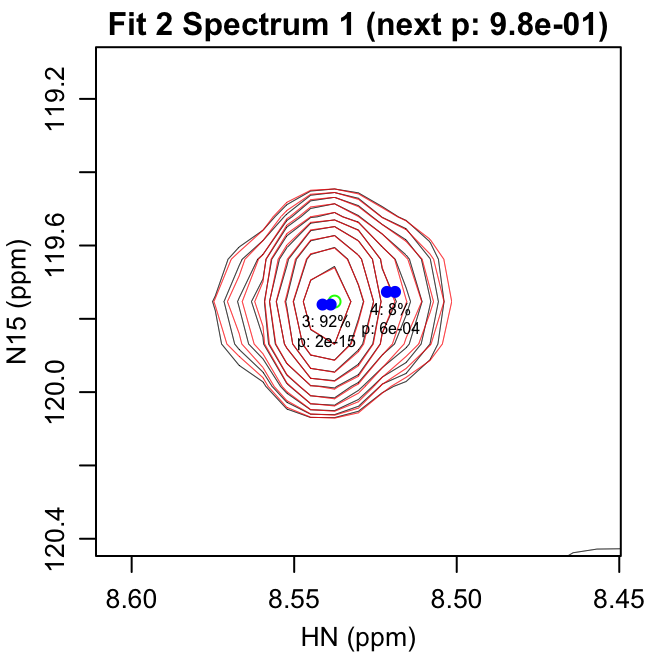 Fit 2 Spectrum 1 (next p: 9.8e-01)
119.2
119.6
120.0
120.4
N15 (ppm)
3: 92%
p: 2e-15
4: 8%
p: 6e-04
8.60
8.55
8.50
8.45
HN (ppm)